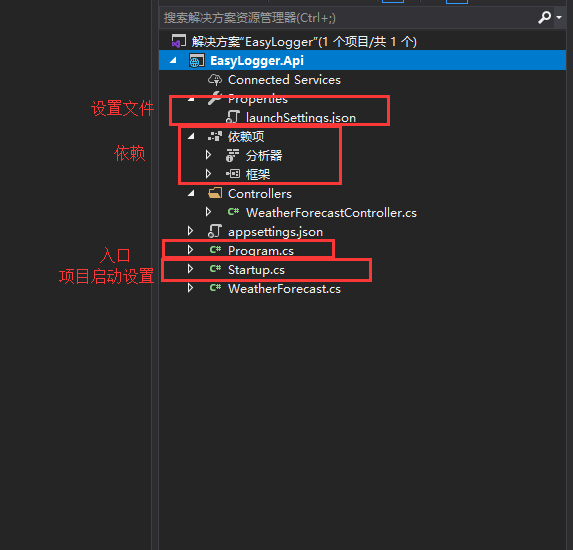 搜索解决方案资源管理器(Ctrl+;)
解决方案"EasyLogger"(1 个项目/共 1 个)
EasyLogger.Api
Connected Services
Properties
设置文件
launchSettings.json
依赖项
依赖
分析器
框架
Controllers
C# WeatherForecastController.cs
appsettings.json
入口
C# Program.cs
项目启动设置
C# Startup.cs
C# WeatherForecast.cs